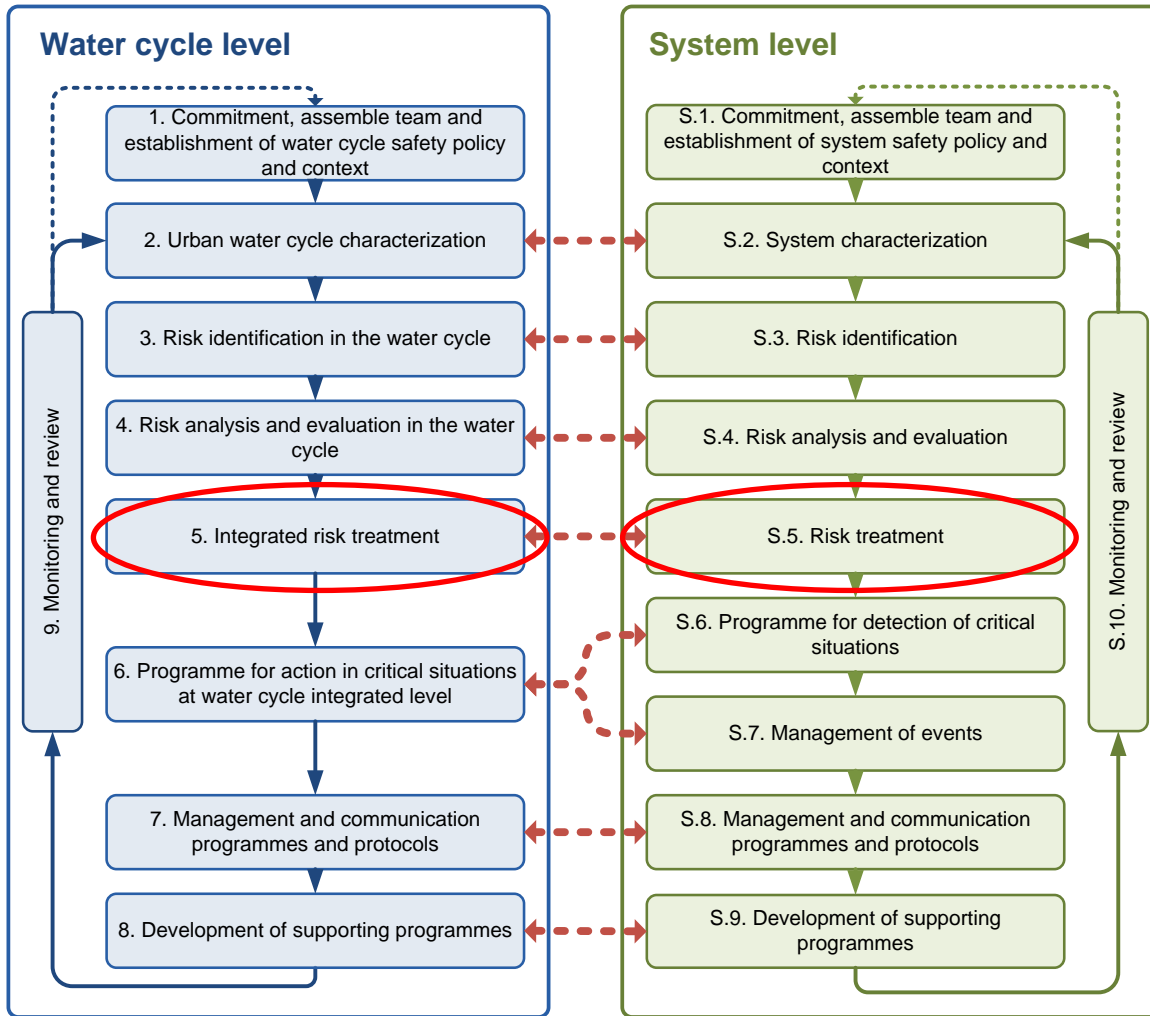 Water cycle level
1. Commitment, assemble team and
establishment of water cycle safety policy
and context
2. Urban water cycle characterization
3. Risk identification in the water cycle
4. Risk analysis and evaluation in the water
cycle
5. Integrated risk treatment
6. Programme for action in critical situations
at water cycle integrated level
7. Management and communication
programmes and protocols
8. Development of supporting programmes
9. Monitoring and review
System level
S.1. Commitment, assemble team and
establishment of system safety policy and
context
S.2. System characterization
S.3. Risk identification
S.4. Risk analysis and evaluation
S.5. Risk treatment
S.6. Programme for detection of critical
situations
S.7. Management of events
S.8. Management and communication
programmes and protocols
S.9. Development of supporting
programmes
S.10. Monitoring and review